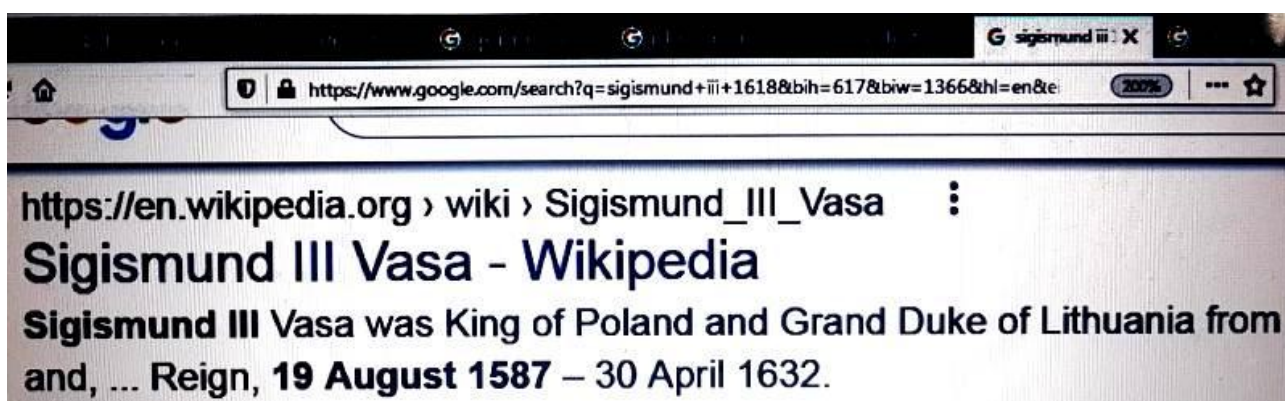 sigismund iii
https://www.google.com/search?q=sigismund+iii+1618&bih=617&biw=1366&hl=en&e
200%
https://en.wikipedia.org › wiki › Sigismund_III_Vasa
Sigismund III Vasa - Wikipedia
Sigismund III Vasa was King of Poland and Grand Duke of Lithuania from
and, ... Reign, 19 August 1587 – 30 April 1632.